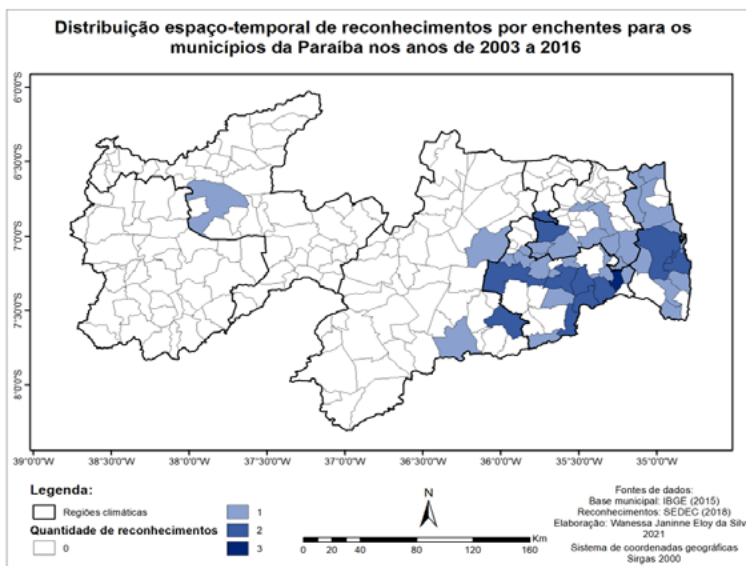 Distribuição espaço-temporal de reconhecimentos por enchentes para os
municípios da Paraíba nos anos de 2003 a 2016
6°0'0"S
6°30'0"S
7°0'0"S
7°30'0"S
8°0'0"S
39°0'0"W
38°30'0"W
38°0'0"W
37°30'0"W
37°0'0"W
36°30'0"W
36°0'0"W
35°30'0"W
35°0'0"W
Legenda:
Regiões climáticas
Quantidade de reconhecimentos
0
1
2
3
N
Km
0 10 20 40 80 120 160
Fontes de dados:
Base municipal: IBGE (2015)
Reconhecimentos: SEDEC (2018)
Elaboração: Wanessa Janinne Eloy da Silva
2021
Sistema de coordenadas geográficas
Sirgas 2000